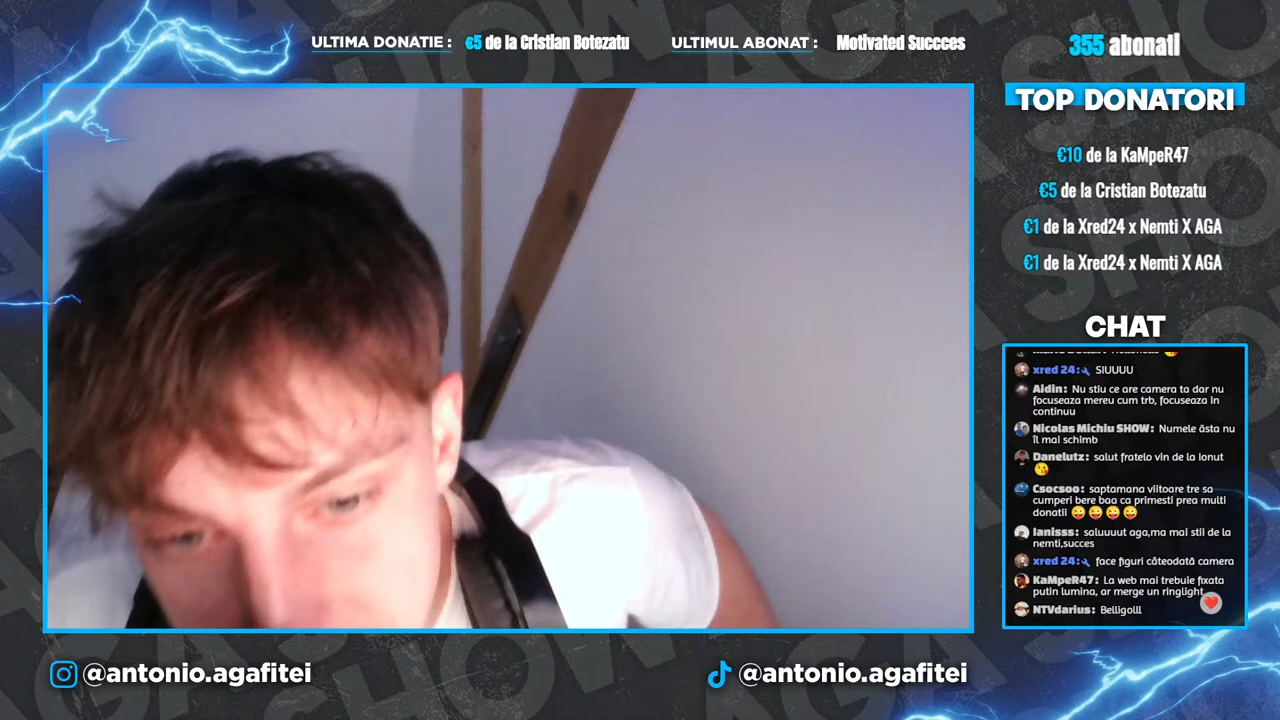 ULTIMA DONATIE : €5 de la Cristian Botezatu
ULTIMUL ABONAT : Motivated Succces
355 abonati
TOP DONATORI
€10 de la KaMpeR47
€5 de la Cristian Botezatu
€1 de la Xred24 x Nemti X AGA
€1 de la Xred24 x Nemti X AGA
CHAT
xred 24: SIUUUU
Aidin: Nu stiu ce are camera ta dar nu
focuseaza mereu cum trb, focuseaza in
continuu
Nicolas Michiu SHOW: Numele ăsta nu
îl mai schimb
Danelutz: salut fratelo vin de la Ionut
😘
Csocsoo: saptamana viitoare tre sa
cumperi bere baa ca primesti prea multi
donatii 😜😜😜😜
Ianisss: saluuuut aga,ma mai stii de la
nemti,succes
xred 24: face figuri câteodată camera
KaMpeR47: La web mai trebuie fixata
putin lumina, ar merge un ringlight
NTVdarius: Belligolll
@antonio.agafitei
@antonio.agafitei